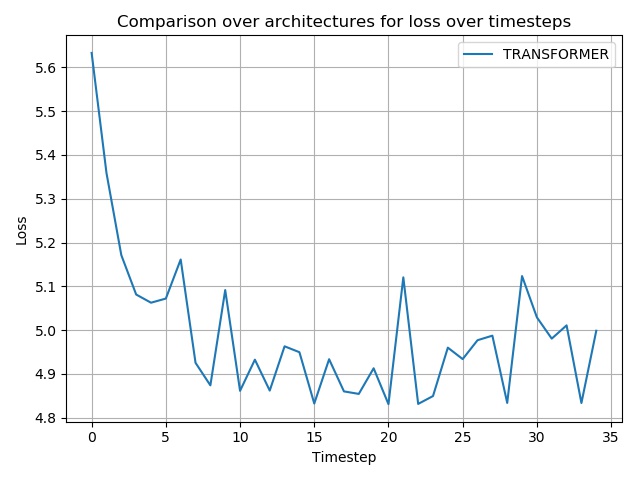 Comparison over architectures for loss over timesteps
TRANSFORMER
Loss
5.6
5.5
5.4
5.3
5.2
5.1
5.0
4.9
4.8
0 5 10 15 20 25 30 35
Timestep